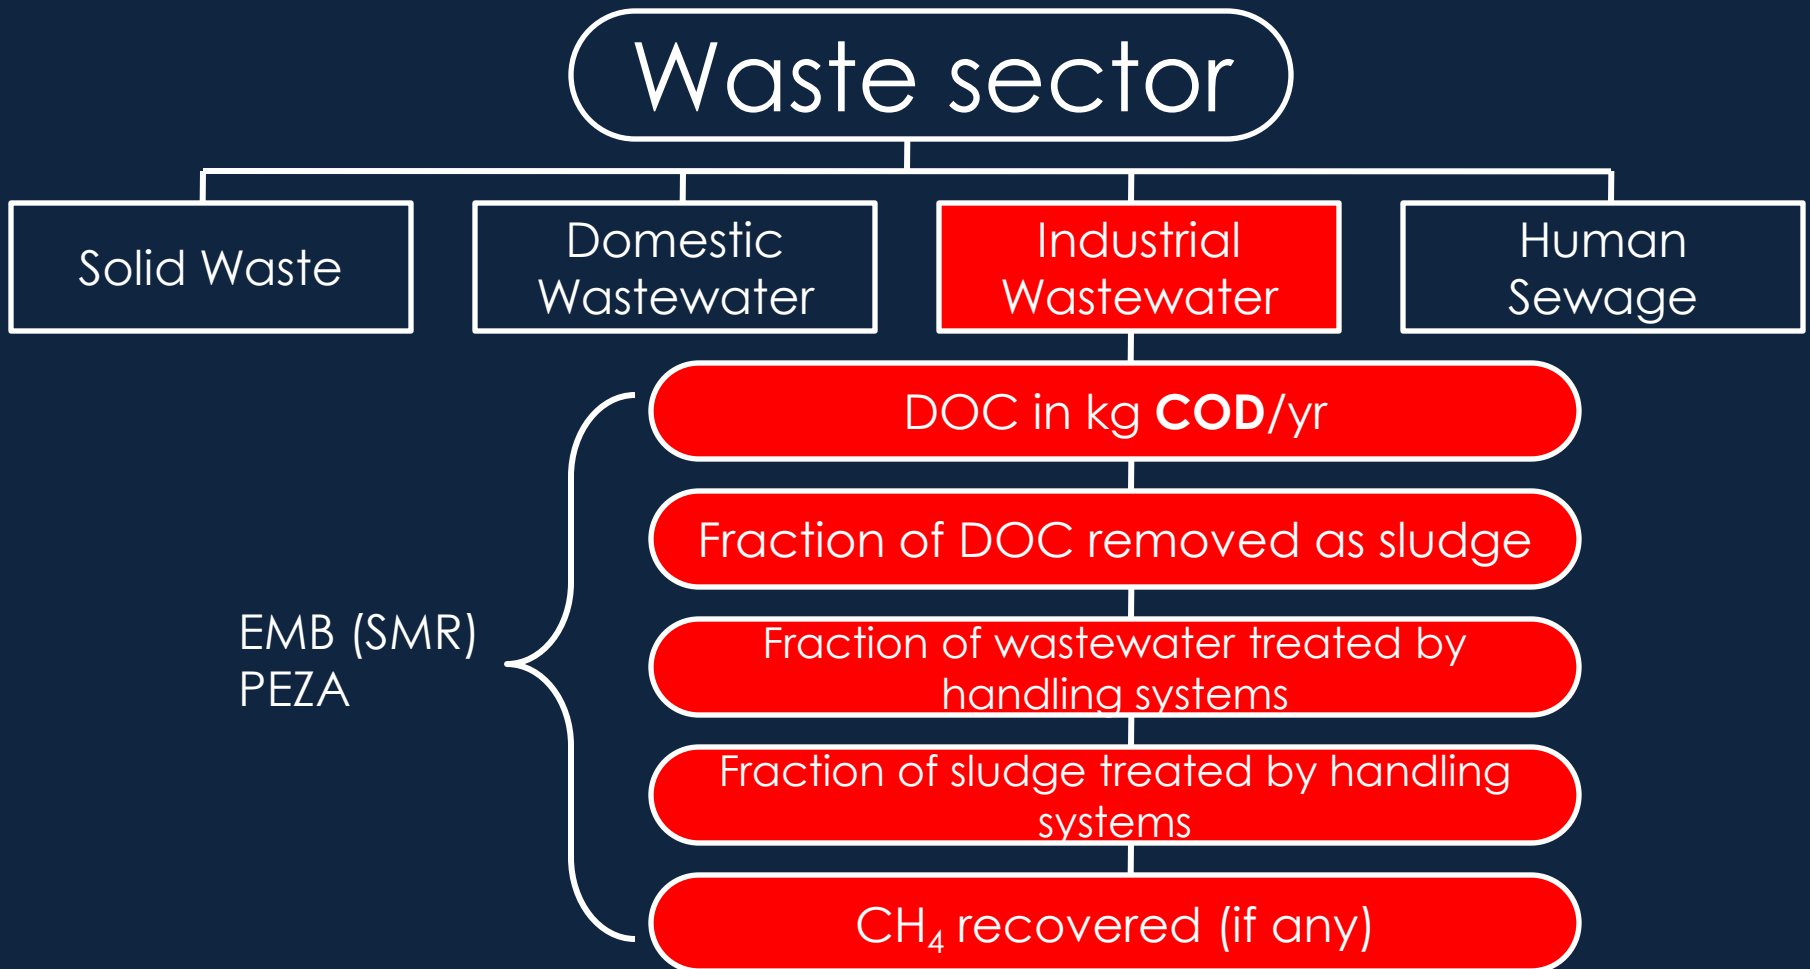 Waste sector
Solid Waste
Domestic
Wastewater
Industrial
Wastewater
Human
Sewage
DOC in kg COD/yr
Fraction of DOC removed as sludge
EMB (SMR)
PEZA
Fraction of wastewater treated by
handling systems
Fraction of sludge treated by handling
systems
CH₄ recovered (if any)